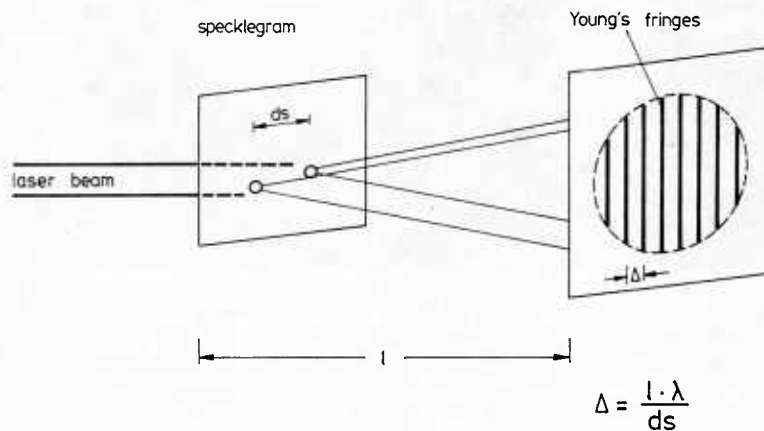 Young's fringes
specklegram
ds
laser beam
Δ
l
Δ = l · λ / ds